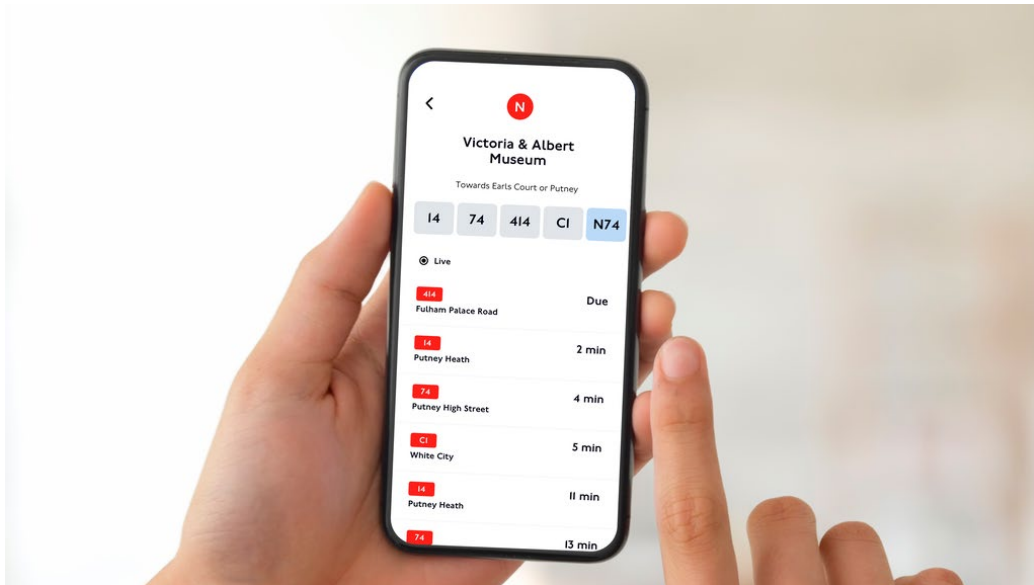 N
Victoria & Albert
Museum
Towards Earls Court or Putney
14 74 414 C1 N74
Live
414 Due
Fulham Palace Road
14 2 min
Putney Heath
74 4 min
Putney High Street
C1 5 min
White City
14 11 min
Putney Heath
74 13 min